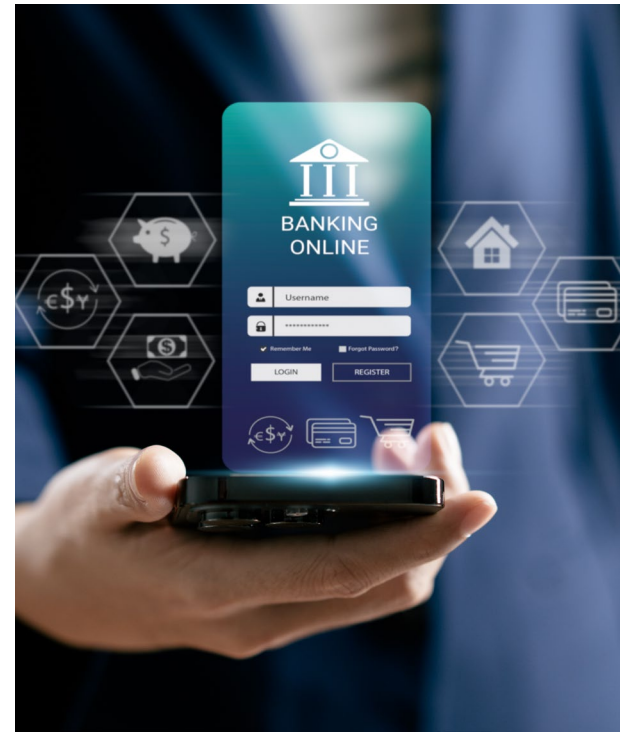 BANKING
ONLINE
Username
************
Remember Me Forgot Password?
LOGIN REGISTER
€$Y
$
$
€$Y